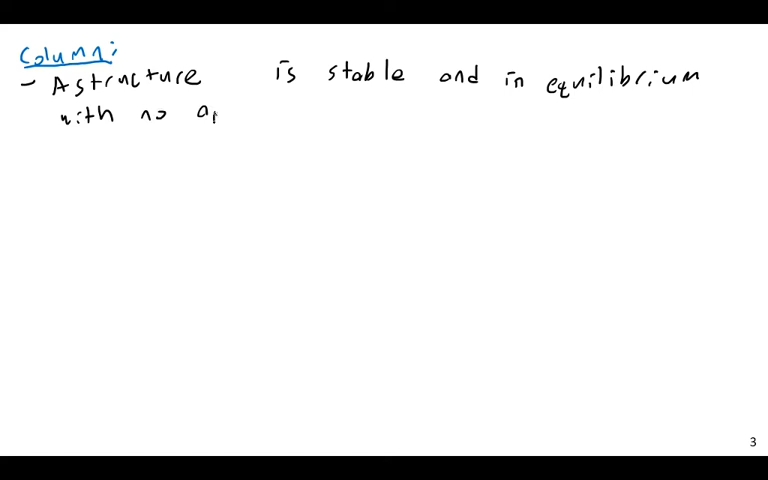 Column:
- A structure is stable and in equilibrium
with no
3